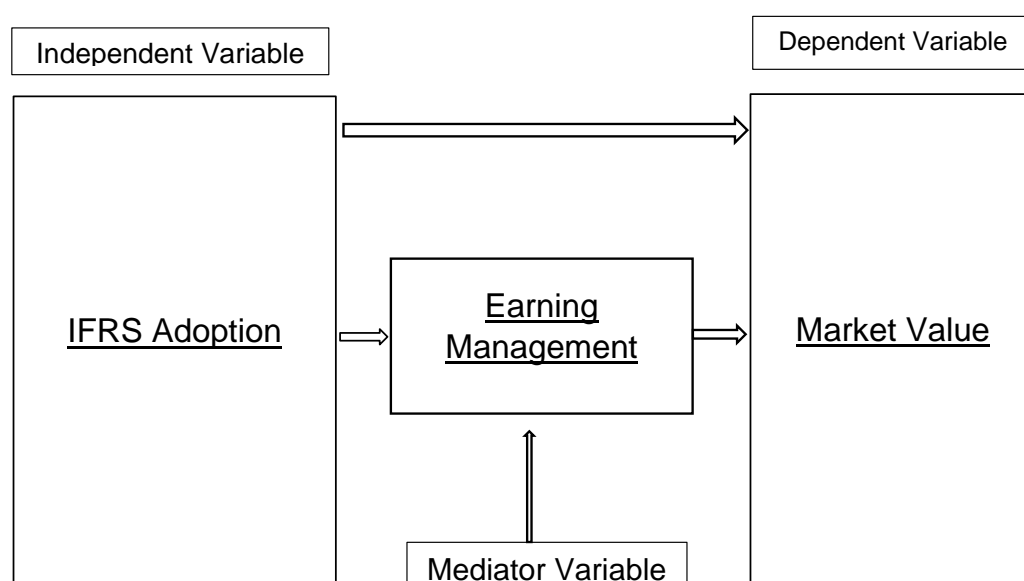 Independent Variable
Dependent Variable
IFRS Adoption
Earning
Management
Market Value
Mediator Variable